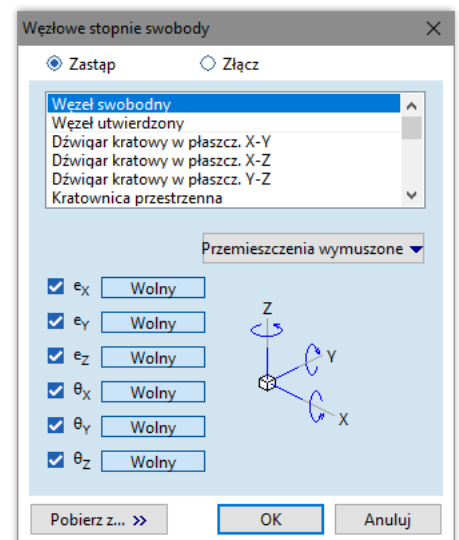 Węzłowe stopnie swobody
Zastąp Złącz
Węzeł swobodny
Węzeł utwierdzony
Dźwigar kratowy w płaszcz. X-Y
Dźwigar kratowy w płaszcz. X-Z
Dźwigar kratowy w płaszcz. Y-Z
Kratownica przestrzenna
Przemieszczenia wymuszone
eX Wolny
eY Wolny
eZ Wolny
θX Wolny
θY Wolny
θZ Wolny
Z
Y
X
Pobierz z... >> OK Anuluj